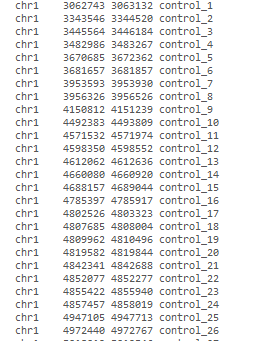 chr1 3062743 3063132 control_1
chr1 3343546 3344520 control_2
chr1 3445564 3446184 control_3
chr1 3482986 3483267 control_4
chr1 3670685 3672362 control_5
chr1 3681657 3681857 control_6
chr1 3953593 3953930 control_7
chr1 3956326 3956526 control_8
chr1 4150812 4151239 control_9
chr1 4492383 4493809 control_10
chr1 4571532 4571974 control_11
chr1 4598350 4598552 control_12
chr1 4612062 4612636 control_13
chr1 4660080 4660920 control_14
chr1 4688157 4689044 control_15
chr1 4785397 4785917 control_16
chr1 4802526 4803323 control_17
chr1 4807685 4808004 control_18
chr1 4809962 4810496 control_19
chr1 4819582 4819844 control_20
chr1 4842341 4842688 control_21
chr1 4852077 4852277 control_22
chr1 4855422 4855940 control_23
chr1 4857457 4858019 control_24
chr1 4947105 4947713 control_25
chr1 4972440 4972767 control_26